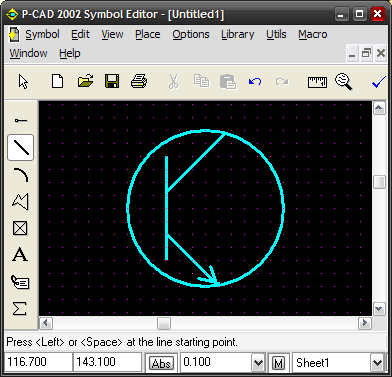 P-CAD 2002 Symbol Editor - [Untitled1]
Symbol Edit View Place Options Library Utils Macro
Window Help
A
Σ
Press <Left> or <Space> at the line starting point.
116.700 143.100 Abs 0.100 M Sheet1